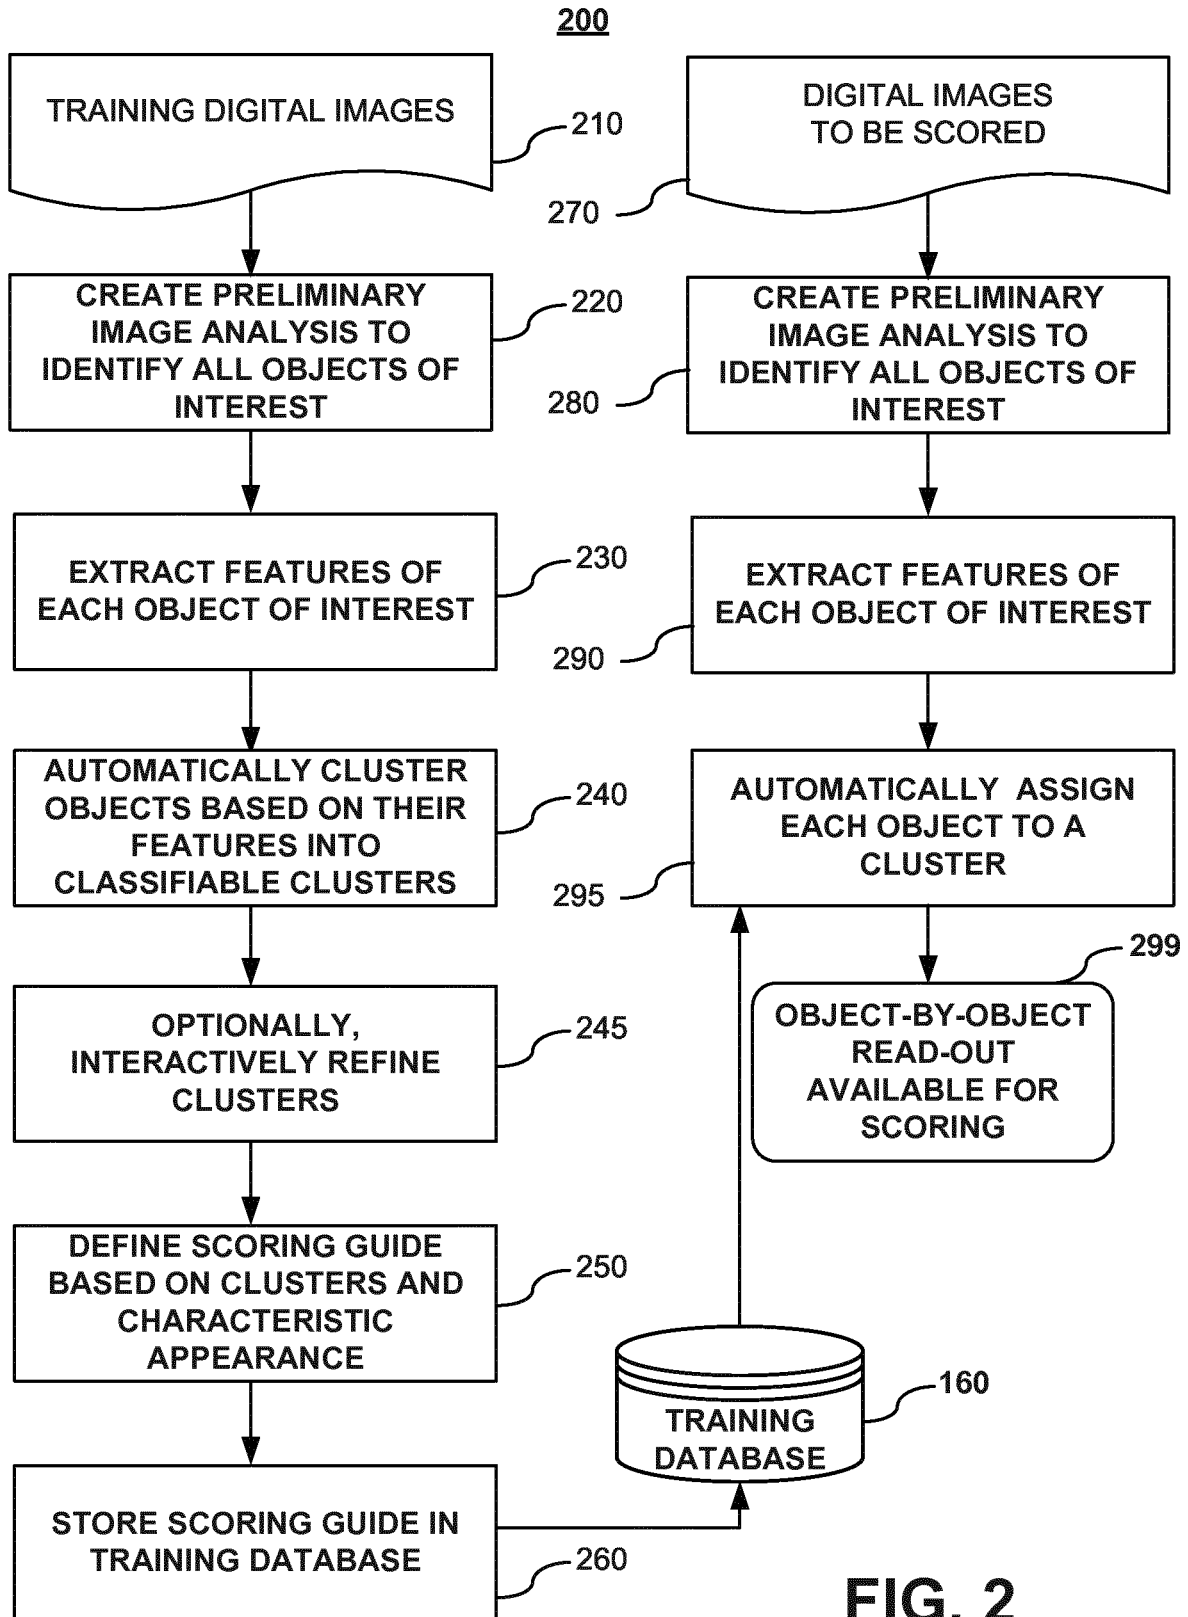 200
TRAINING DIGITAL IMAGES
210
CREATE PRELIMINARY
IMAGE ANALYSIS TO
IDENTIFY ALL OBJECTS OF
INTEREST
220
EXTRACT FEATURES OF
EACH OBJECT OF INTEREST
230
AUTOMATICALLY CLUSTER
OBJECTS BASED ON THEIR
FEATURES INTO
CLASSIFIABLE CLUSTERS
240
OPTIONALLY,
INTERACTIVELY REFINE
CLUSTERS
245
DEFINE SCORING GUIDE
BASED ON CLUSTERS AND
CHARACTERISTIC
APPEARANCE
250
STORE SCORING GUIDE IN
TRAINING DATABASE
260
DIGITAL IMAGES
TO BE SCORED
270
CREATE PRELIMINARY
IMAGE ANALYSIS TO
IDENTIFY ALL OBJECTS OF
INTEREST
280
EXTRACT FEATURES OF
EACH OBJECT OF INTEREST
290
AUTOMATICALLY ASSIGN
EACH OBJECT TO A
CLUSTER
295
299
OBJECT-BY-OBJECT
READ-OUT
AVAILABLE FOR
SCORING
160
TRAINING
DATABASE
FIG. 2